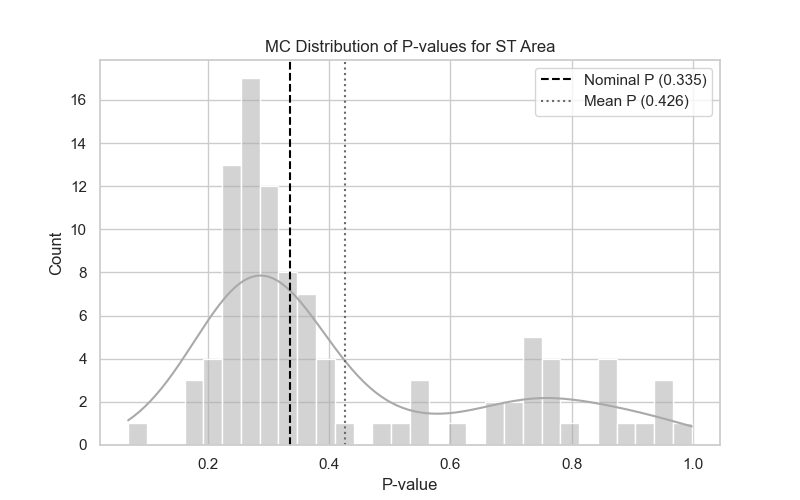 MC Distribution of P-values for ST Area
Nominal P (0.335)
Mean P (0.426)
Count
16
14
12
10
8
6
4
2
0
0.2 0.4 0.6 0.8 1.0
P-value